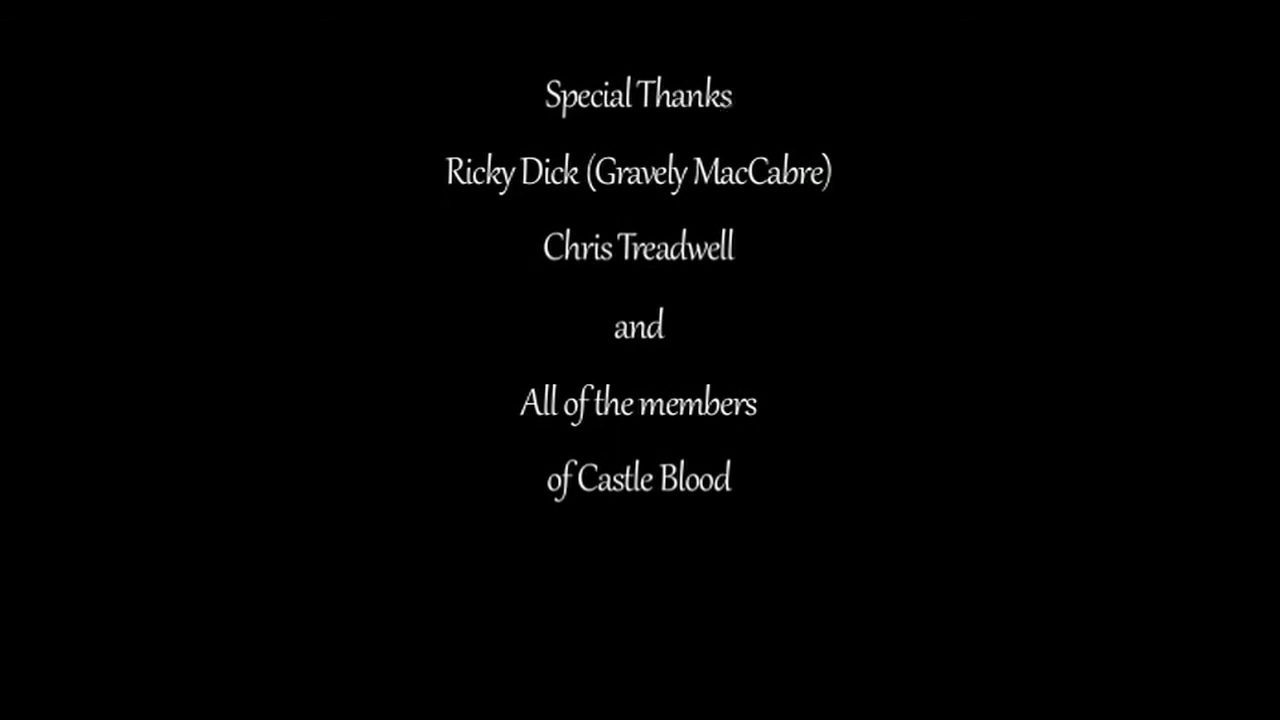 Special Thanks
Ricky Dick (Gravely MacCabre)
Chris Treadwell
and
All of the members
of Castle Blood